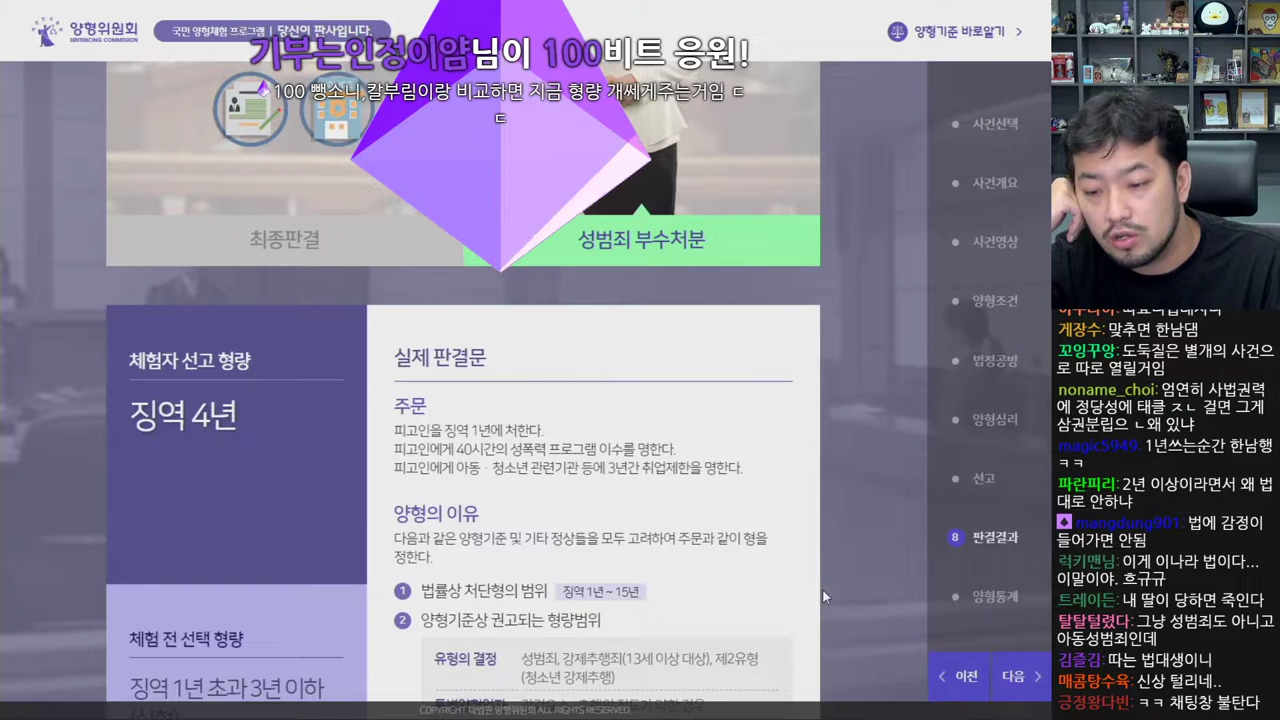 양형위원회
SENTENCING COMMISSION
국민 양형체험 프로그램 | 당신이 판사입니다.
양형기준 바로알기
기부는인정이얌님이 100비트 응원!
100 뺑소니,칼부림이랑 비교하면 지금 형량 개쎄게주는거임 ㄷ
ㄷ
최종판결
성범죄 부수처분
체험자 선고 형량
징역 4년
체험 전 선택 형량
징역 1년 초과 3년 이하
실제 판결문
주문
피고인을 징역 1년에 처한다.
피고인에게 40시간의 성폭력 프로그램 이수를 명한다.
피고인에게 아동 · 청소년 관련기관 등에 3년간 취업제한을 명한다.
양형의 이유
다음과 같은 양형기준 및 기타 정상들을 모두 고려하여 주문과 같이 형을
정한다.
1 법률상 처단형의 범위 징역 1년 ~ 15년
2 양형기준상 권고되는 형량범위
유형의 결정 성범죄, 강제추행죄(13세 이상 대상), 제2유형
(청소년 강제추행)
COPYRIGHT 대법원 양형위원회 ALL RIGHTS RESERVED.
사건선택
사건개요
사건영상
양형조건
법정공방
양형심리
선고
8 판결결과
양형통계
이전 다음
게장수: 맞추면 한남댐
꼬잉꾸앙: 도둑질은 별개의 사건으
로 따로 열릴거임
noname_choi: 엄연히 사법권력
에 정당성에 태클 ㅈㄴ 걸면 그게
삼권분립으 ㄴ 왜 있냐
magic5949: 1년쓰는순간 한남행
ㅋㅋ
파란피리: 2년 이상이라면서 왜 법
대로 안하냐
mangdung901: 법에 감정이
들어가면 안됨
럭키맨님: 이게 이나라 법이다...
이말이야. 흐규규
트레이든: 내 딸이 당하면 죽인다
탈탈털렸다: 그냥 성범죄도 아니고
아동성범죄인데
김즐김: 따는 법대생이니
매콤탕수육: 신상 털리네..
긍정왕다빈: ㅋㅋ 채팅창 불탄다